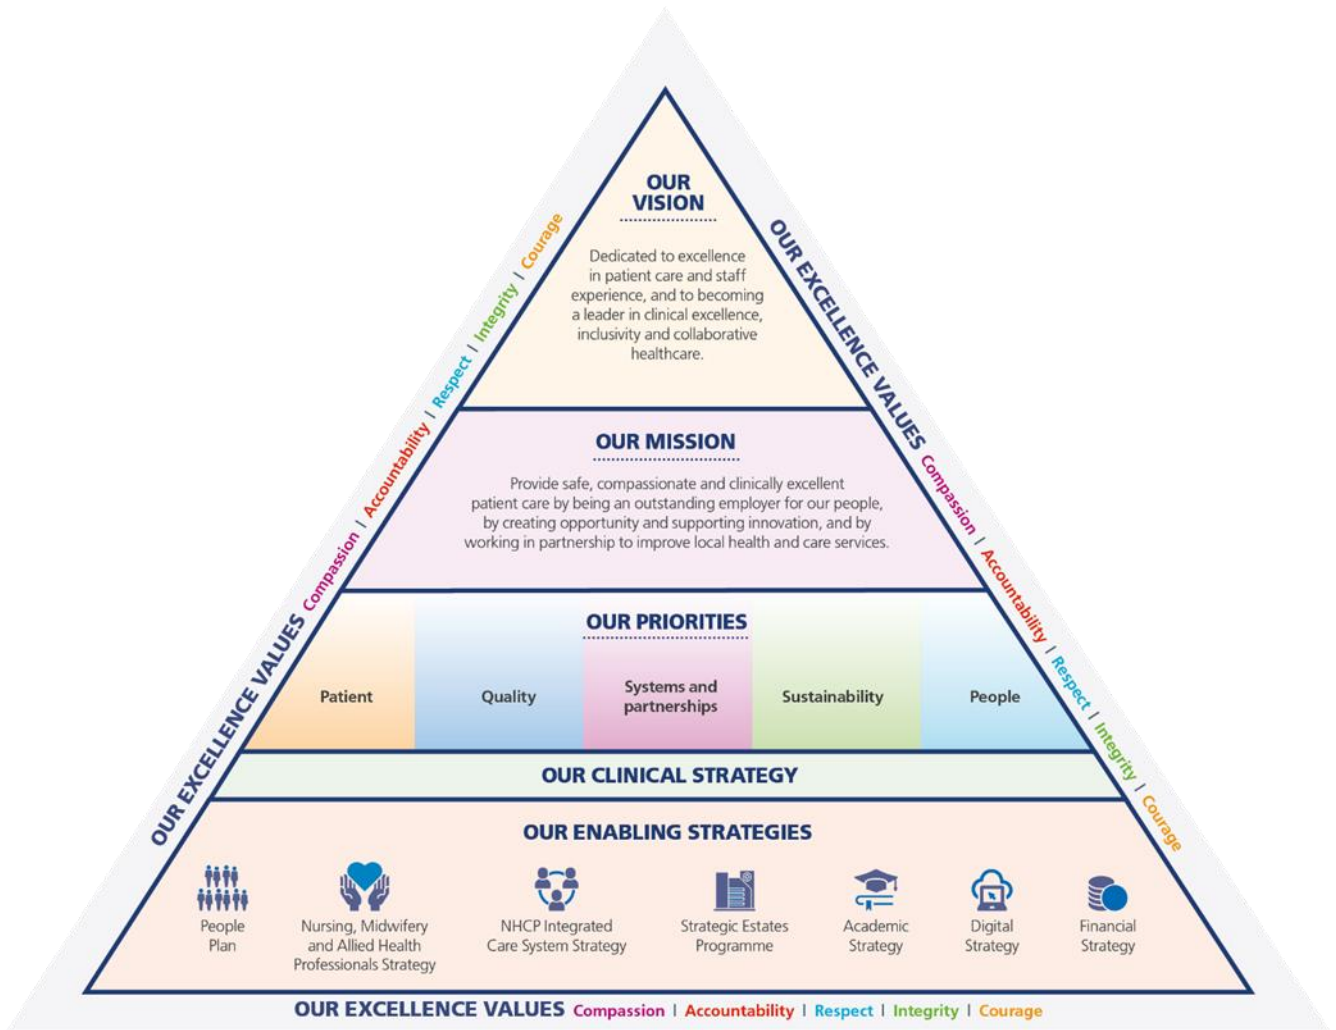 OUR
VISION
Dedicated to excellence
in patient care and staff
experience, and to becoming
a leader in clinical excellence,
inclusivity and collaborative
healthcare.
OUR MISSION
Provide safe, compassionate and clinically excellent
patient care by being an outstanding employer for our people,
by creating opportunity and supporting innovation, and by
working in partnership to improve local health and care services.
OUR PRIORITIES
Patient
Quality
Systems and
partnerships
Sustainability
People
OUR CLINICAL STRATEGY
OUR ENABLING STRATEGIES
People
Plan
Nursing, Midwifery
and Allied Health
Professionals Strategy
NHCP Integrated
Care System Strategy
Strategic Estates
Programme
Academic
Strategy
Digital
Strategy
Financial
Strategy
OUR EXCELLENCE VALUES Compassion | Accountability | Respect | Integrity | Courage
OUR EXCELLENCE VALUES Compassion | Accountability | Respect | Integrity | Courage
OUR EXCELLENCE VALUES Compassion | Accountability | Respect | Integrity | Courage